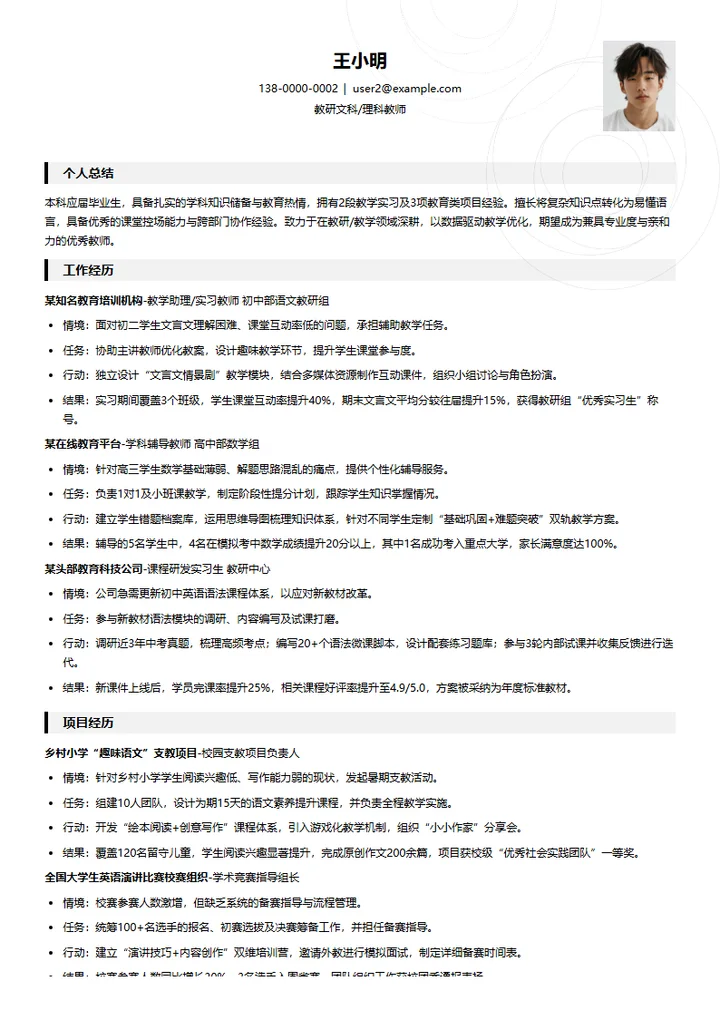 王小明
138-0000-0002 | user2@example.com
教研文科/理科教师
个人总结
本科应届毕业生，具备扎实的学科知识储备与教育热情，拥有2段教学实习及3项教育类项目经验。擅长将复杂知识点转化为易懂语
言，具备优秀的课堂控场能力与跨部门协作经验。致力于在教研/教学领域深耕，以数据驱动教学优化，期望成为兼具专业度与亲和
力的优秀教师。
工作经历
某知名教育培训机构-教学助理/实习教师 初中部语文教研组
• 情境：面对初二学生文言文理解困难、课堂互动率低的问题，承担辅助教学任务。
• 任务：协助主讲教师优化教案，设计趣味教学环节，提升学生课堂参与度。
• 行动：独立设计“文言文情景剧”教学模块，结合多媒体资源制作互动课件，组织小组讨论与角色扮演。
• 结果：实习期间覆盖3个班级，学生课堂互动率提升40%，期末文言文平均分较往届提升15%，获得教研组“优秀实习生”称
号。
某在线教育平台-学科辅导教师 高中部数学组
• 情境：针对高三学生数学基础薄弱、解题思路混乱的痛点，提供个性化辅导服务。
• 任务：负责1对1及小班课教学，制定阶段性提分计划，跟踪学生知识掌握情况。
• 行动：建立学生错题档案库，运用思维导图梳理知识体系，针对不同学生定制“基础巩固+难题突破”双轨教学方案。
• 结果：辅导的5名学生中，4名在模拟考中数学成绩提升20分以上，其中1名成功考入重点大学，家长满意度达100%。
某头部教育科技公司-课程研发实习生 教研中心
• 情境：公司急需更新初中英语语法课程体系，以应对新教材改革。
• 任务：参与新教材语法模块的调研、内容编写及试课打磨。
• 行动：调研近3年中考真题，梳理高频考点；编写20+个语法微课脚本，设计配套练习题库；参与3轮内部试课并收集反馈进行迭
代。
• 结果：新课件上线后，学员完课率提升25%，相关课程好评率提升至4.9/5.0，方案被采纳为年度标准教材。
项目经历
乡村小学“趣味语文”支教项目-校园支教项目负责人
• 情境：针对乡村小学学生阅读兴趣低、写作能力弱的现状，发起暑期支教活动。
• 任务：组建10人团队，设计为期15天的语文素养提升课程，并负责全程教学实施。
• 行动：开发“绘本阅读+创意写作”课程体系，引入游戏化教学机制，组织“小小作家”分享会。
• 结果：覆盖120名留守儿童，学生阅读兴趣显著提升，完成原创作文200余篇，项目获校级“优秀社会实践团队”一等奖。
全国大学生英语演讲比赛校赛组织-学术竞赛指导组长
• 情境：校赛参赛人数激增，但缺乏系统的备赛指导与流程管理。
• 任务：统筹100+名选手的报名、初赛选拔及决赛筹备工作，并担任备赛指导。
• 行动：建立“演讲技巧+内容创作”双维培训营，邀请外教进行模拟面试，制定详细备赛时间表。